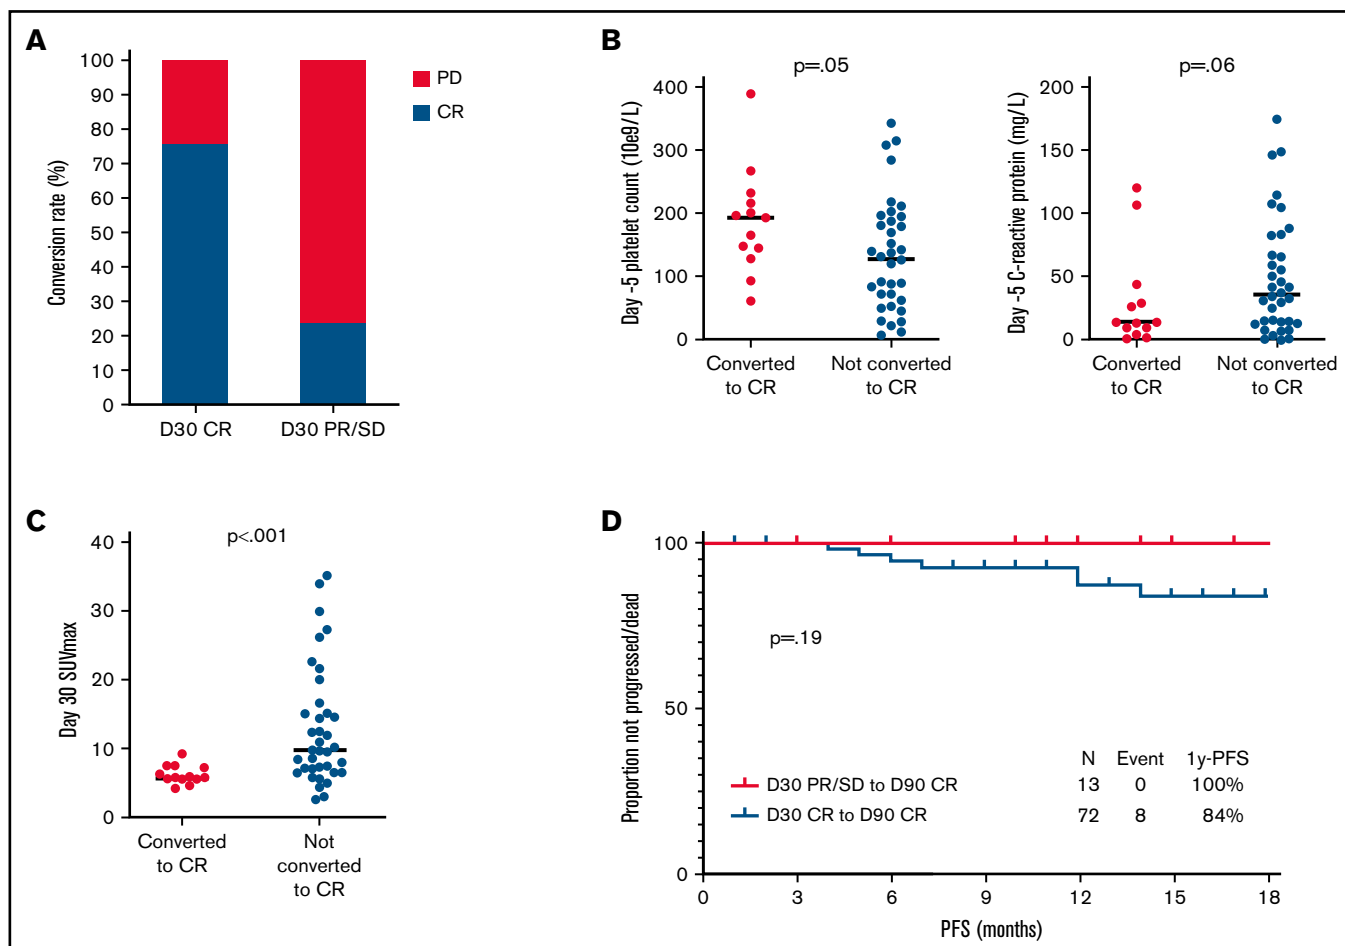 A
100
90
80
70
60
50
40
30
20
10
0
Conversion rate (%)
D30 CR
D30 PR/SD
PD
CR
B
p=.05
400
300
200
100
0
Day -5 platelet count (10e9/L)
Converted
to CR
Not converted
to CR
p=.06
200
150
100
50
0
Day -5 C-reactive protein (mg/L)
Converted
to CR
Not converted
to CR
C
p<.001
40
30
20
10
0
Day 30 SUVmax
Converted
to CR
Not
converted
to CR
D
100
50
0
Proportion not progressed/dead
p=.19
N Event 1y-PFS
D30 PR/SD to D90 CR 13 0 100%
D30 CR to D90 CR 72 8 84%
0 3 6 9 12 15 18
PFS (months)